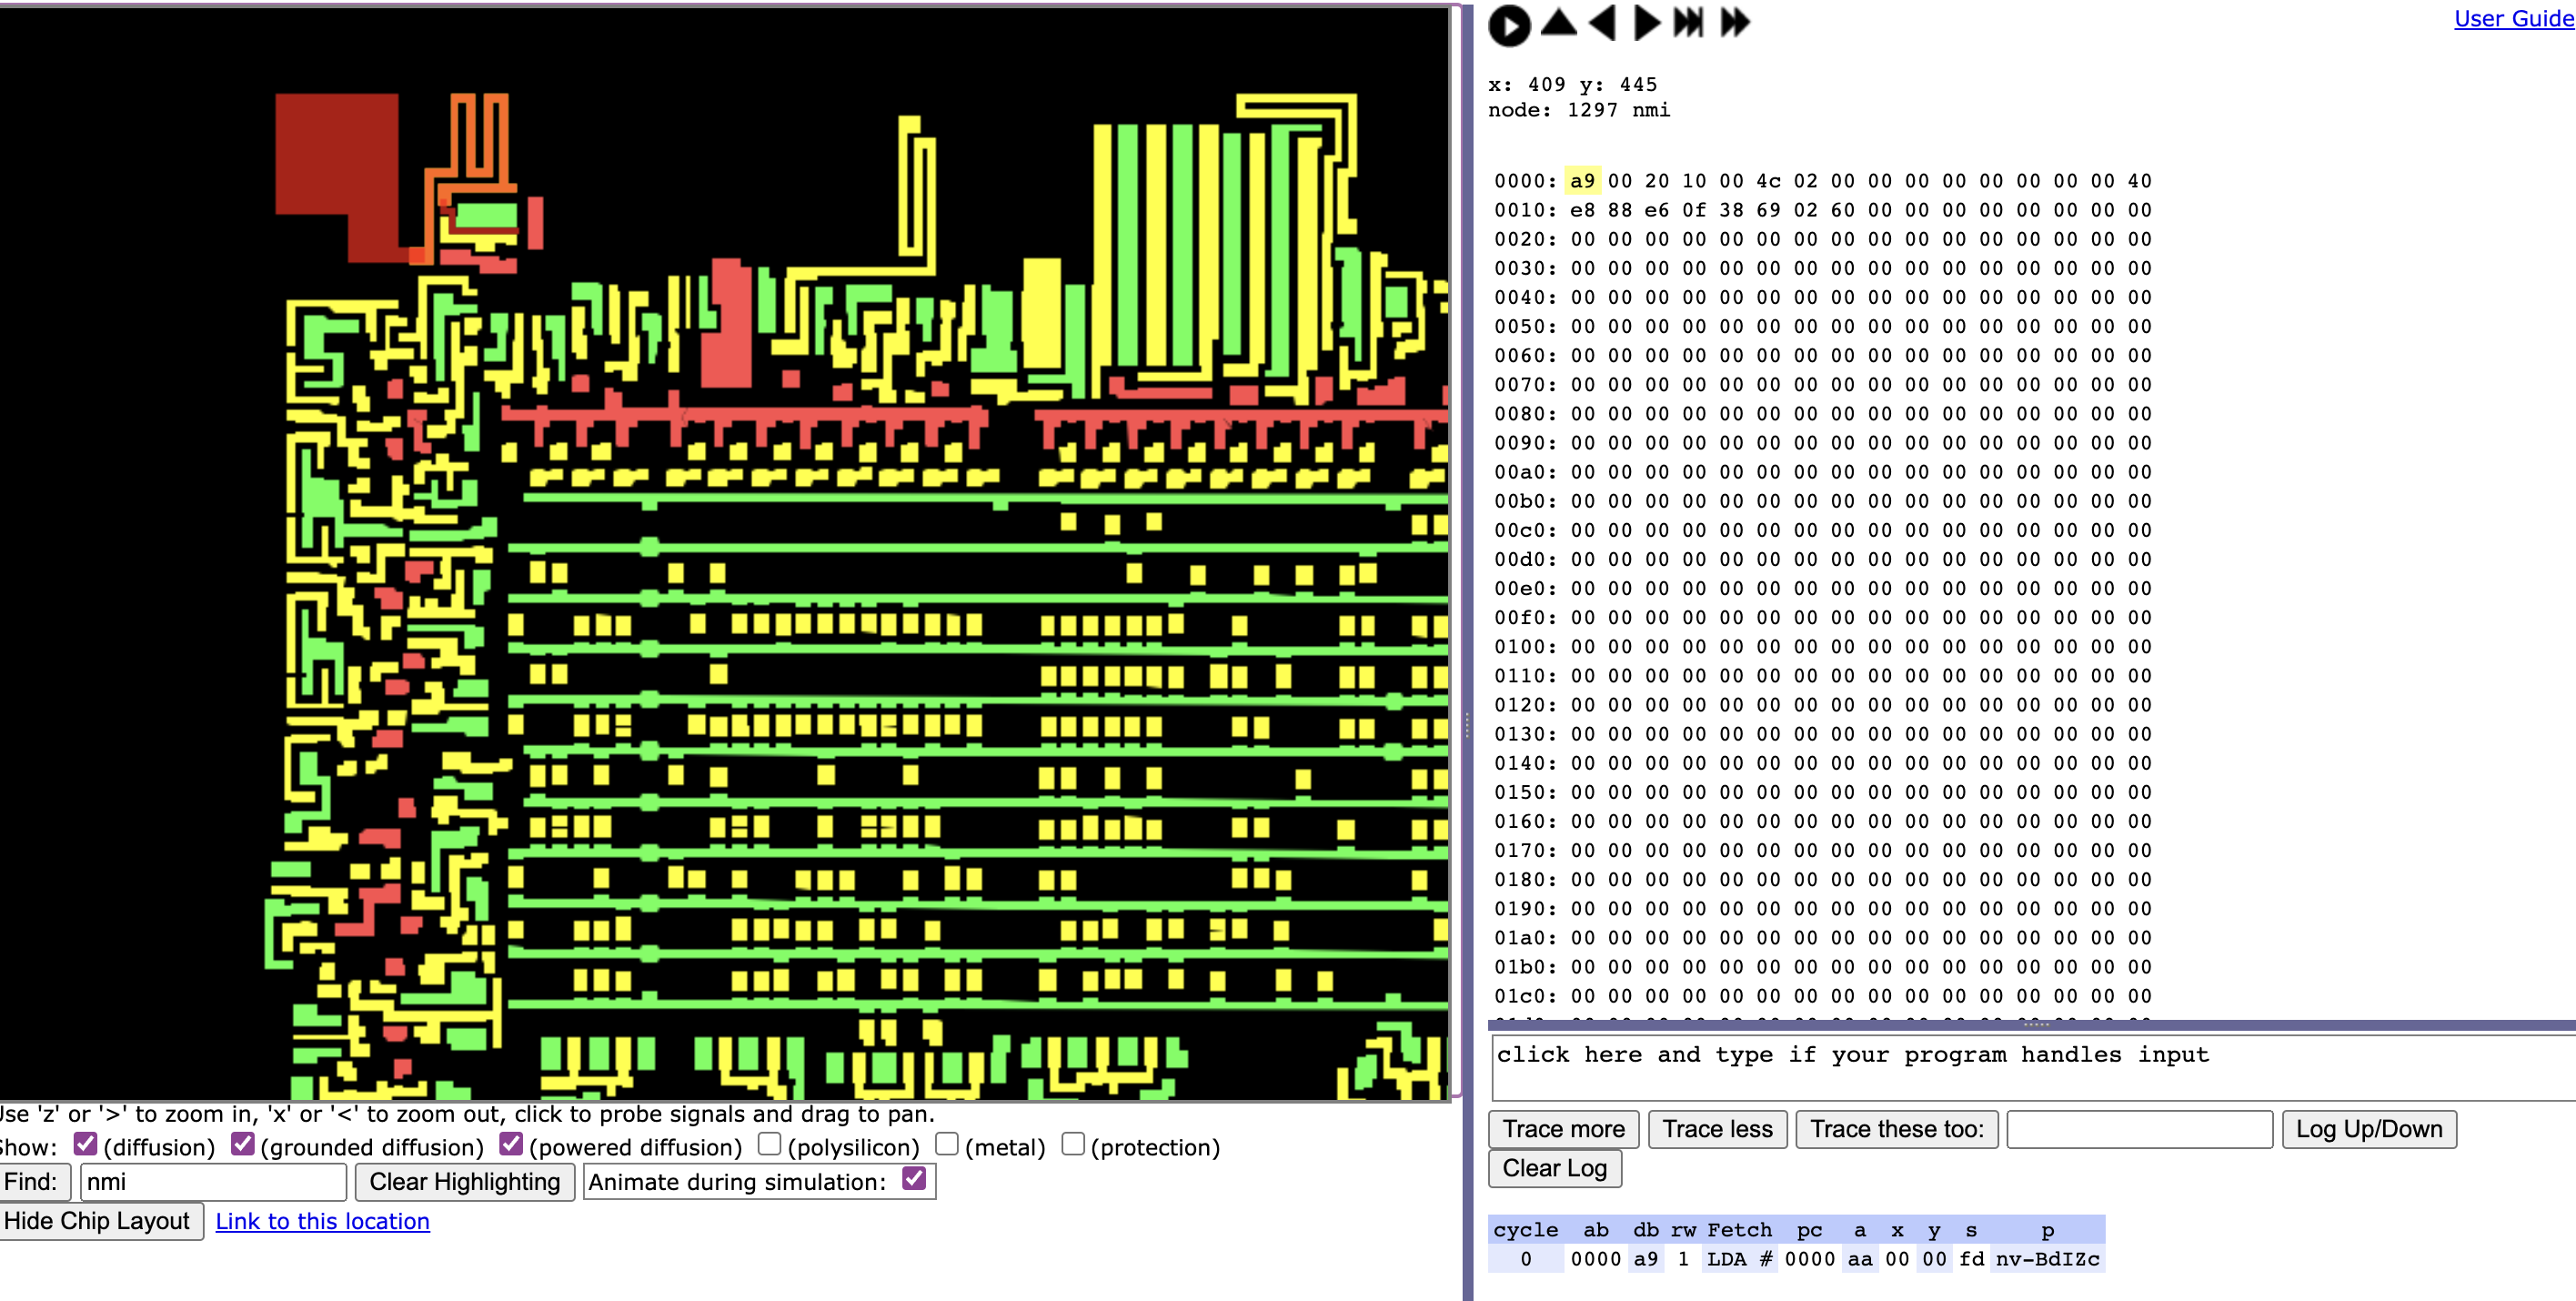 User Guide
x: 409 y: 445
node: 1297 nmi
0000: a9 00 20 10 00 4c 02 00 00 00 00 00 00 00 00 40
0010: e8 88 e6 0f 38 69 02 60 00 00 00 00 00 00 00 00
0020: 00 00 00 00 00 00 00 00 00 00 00 00 00 00 00 00
0030: 00 00 00 00 00 00 00 00 00 00 00 00 00 00 00 00
0040: 00 00 00 00 00 00 00 00 00 00 00 00 00 00 00 00
0050: 00 00 00 00 00 00 00 00 00 00 00 00 00 00 00 00
0060: 00 00 00 00 00 00 00 00 00 00 00 00 00 00 00 00
0070: 00 00 00 00 00 00 00 00 00 00 00 00 00 00 00 00
0080: 00 00 00 00 00 00 00 00 00 00 00 00 00 00 00 00
0090: 00 00 00 00 00 00 00 00 00 00 00 00 00 00 00 00
00a0: 00 00 00 00 00 00 00 00 00 00 00 00 00 00 00 00
00b0: 00 00 00 00 00 00 00 00 00 00 00 00 00 00 00 00
00c0: 00 00 00 00 00 00 00 00 00 00 00 00 00 00 00 00
00d0: 00 00 00 00 00 00 00 00 00 00 00 00 00 00 00 00
00e0: 00 00 00 00 00 00 00 00 00 00 00 00 00 00 00 00
00f0: 00 00 00 00 00 00 00 00 00 00 00 00 00 00 00 00
0100: 00 00 00 00 00 00 00 00 00 00 00 00 00 00 00 00
0110: 00 00 00 00 00 00 00 00 00 00 00 00 00 00 00 00
0120: 00 00 00 00 00 00 00 00 00 00 00 00 00 00 00 00
0130: 00 00 00 00 00 00 00 00 00 00 00 00 00 00 00 00
0140: 00 00 00 00 00 00 00 00 00 00 00 00 00 00 00 00
0150: 00 00 00 00 00 00 00 00 00 00 00 00 00 00 00 00
0160: 00 00 00 00 00 00 00 00 00 00 00 00 00 00 00 00
0170: 00 00 00 00 00 00 00 00 00 00 00 00 00 00 00 00
0180: 00 00 00 00 00 00 00 00 00 00 00 00 00 00 00 00
0190: 00 00 00 00 00 00 00 00 00 00 00 00 00 00 00 00
01a0: 00 00 00 00 00 00 00 00 00 00 00 00 00 00 00 00
01b0: 00 00 00 00 00 00 00 00 00 00 00 00 00 00 00 00
01c0: 00 00 00 00 00 00 00 00 00 00 00 00 00 00 00 00
click here and type if your program handles input
Trace more Trace less Trace these too: Log Up/Down
Clear Log
cycle ab db rw Fetch pc a x y s p
0 0000 a9 1 LDA # 0000 aa 00 00 fd nv-BdIZc
Use 'z' or '>' to zoom in, 'x' or '<' to zoom out, click to probe signals and drag to pan.
Show: (diffusion) (grounded diffusion) (powered diffusion) (polysilicon) (metal) (protection)
Find: nmi Clear Highlighting Animate during simulation:
Hide Chip Layout Link to this location